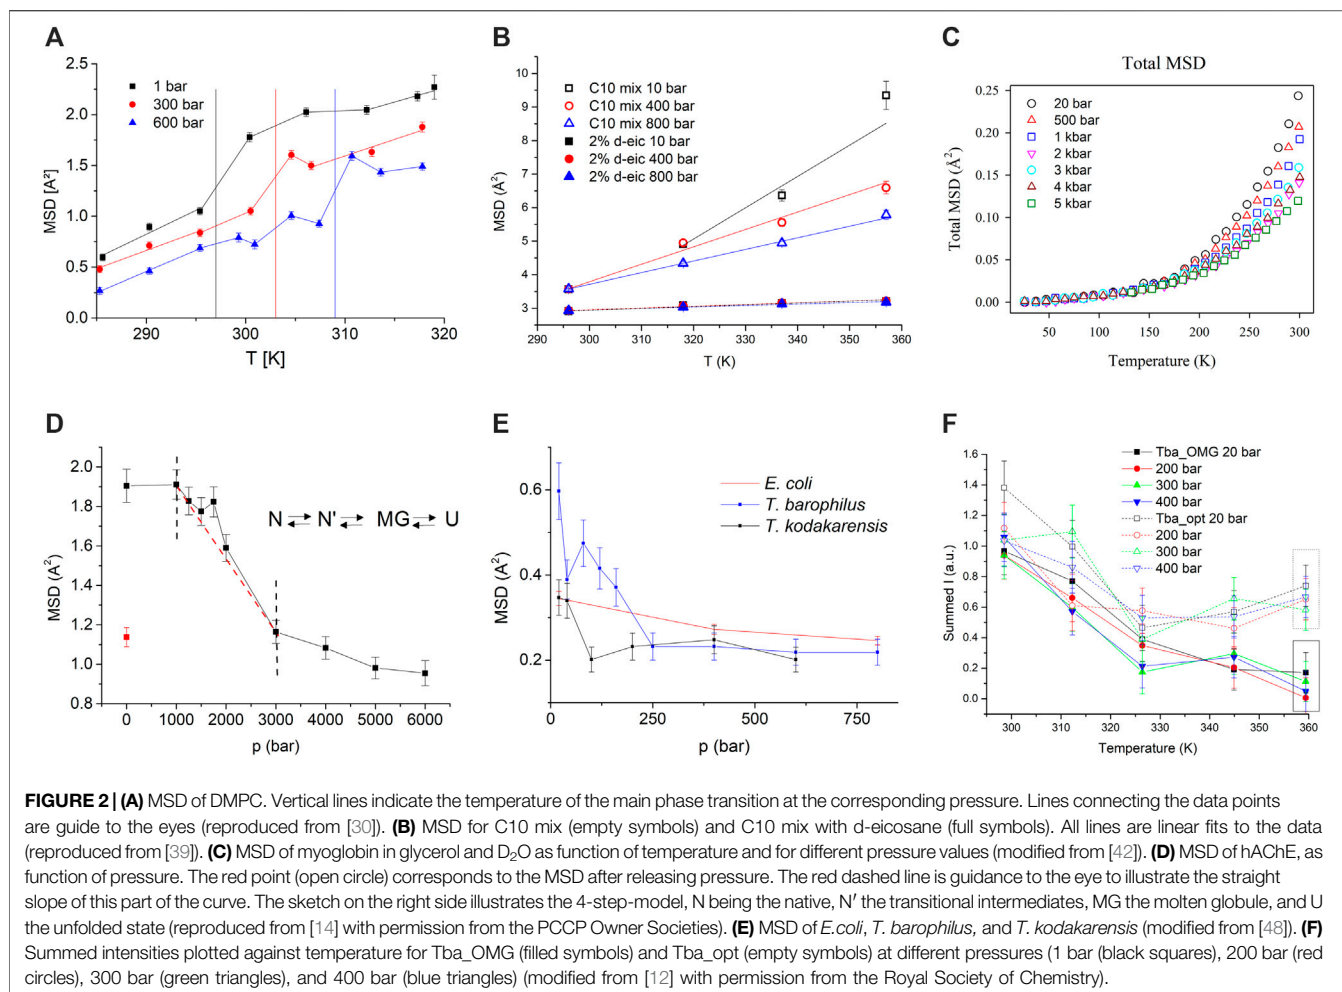 A
2.5
2.0
1.5
1.0
0.5
0.0
MSD [A²]
1 bar
300 bar
600 bar
290
300
310
320
T [K]
B
10
9
8
7
6
5
4
3
MSD (Å²)
C10 mix 10 bar
C10 mix 400 bar
C10 mix 800 bar
2% d-eic 10 bar
2% d-eic 400 bar
2% d-eic 800 bar
290
300
310
320
330
340
350
360
T (K)
C
Total MSD
0.25
0.20
0.15
0.10
0.05
0.00
Total MSD (Å²)
20 bar
500 bar
1 kbar
2 kbar
3 kbar
4 kbar
5 kbar
50
100
150
200
250
300
Temperature (K)
D
2.0
1.8
1.6
1.4
1.2
1.0
0.8
MSD (Å²)
N N' MG U
0
1000
2000
3000
4000
5000
6000
p (bar)
E
0.6
0.4
0.2
MSD (Å²)
E. coli
T. barophilus
T. kodakarensis
0
250
500
750
p (bar)
F
1.6
1.4
1.2
1.0
0.8
0.6
0.4
0.2
0.0
Summed I (a.u.)
Tba_OMG 20 bar
200 bar
300 bar
400 bar
Tba_opt 20 bar
200 bar
300 bar
400 bar
300
310
320
330
340
350
360
Temperature (K)
FIGURE 2 | (A) MSD of DMPC. Vertical lines indicate the temperature of the main phase transition at the corresponding pressure. Lines connecting the data points
are guide to the eyes (reproduced from [30]). (B) MSD for C10 mix (empty symbols) and C10 mix with d-eicosane (full symbols). All lines are linear fits to the data
(reproduced from [39]). (C) MSD of myoglobin in glycerol and D₂O as function of temperature and for different pressure values (modified from [42]). (D) MSD of hAChE, as
function of pressure. The red point (open circle) corresponds to the MSD after releasing pressure. The red dashed line is guidance to the eye to illustrate the straight
slope of this part of the curve. The sketch on the right side illustrates the 4-step-model, N being the native, N′ the transitional intermediates, MG the molten globule, and U
the unfolded state (reproduced from [14] with permission from the PCCP Owner Societies). (E) MSD of E.coli, T. barophilus, and T. kodakarensis (modified from [48]). (F)
Summed intensities plotted against temperature for Tba_OMG (filled symbols) and Tba_opt (empty symbols) at different pressures (1 bar (black squares), 200 bar (red
circles), 300 bar (green triangles), and 400 bar (blue triangles) (modified from [12] with permission from the Royal Society of Chemistry).